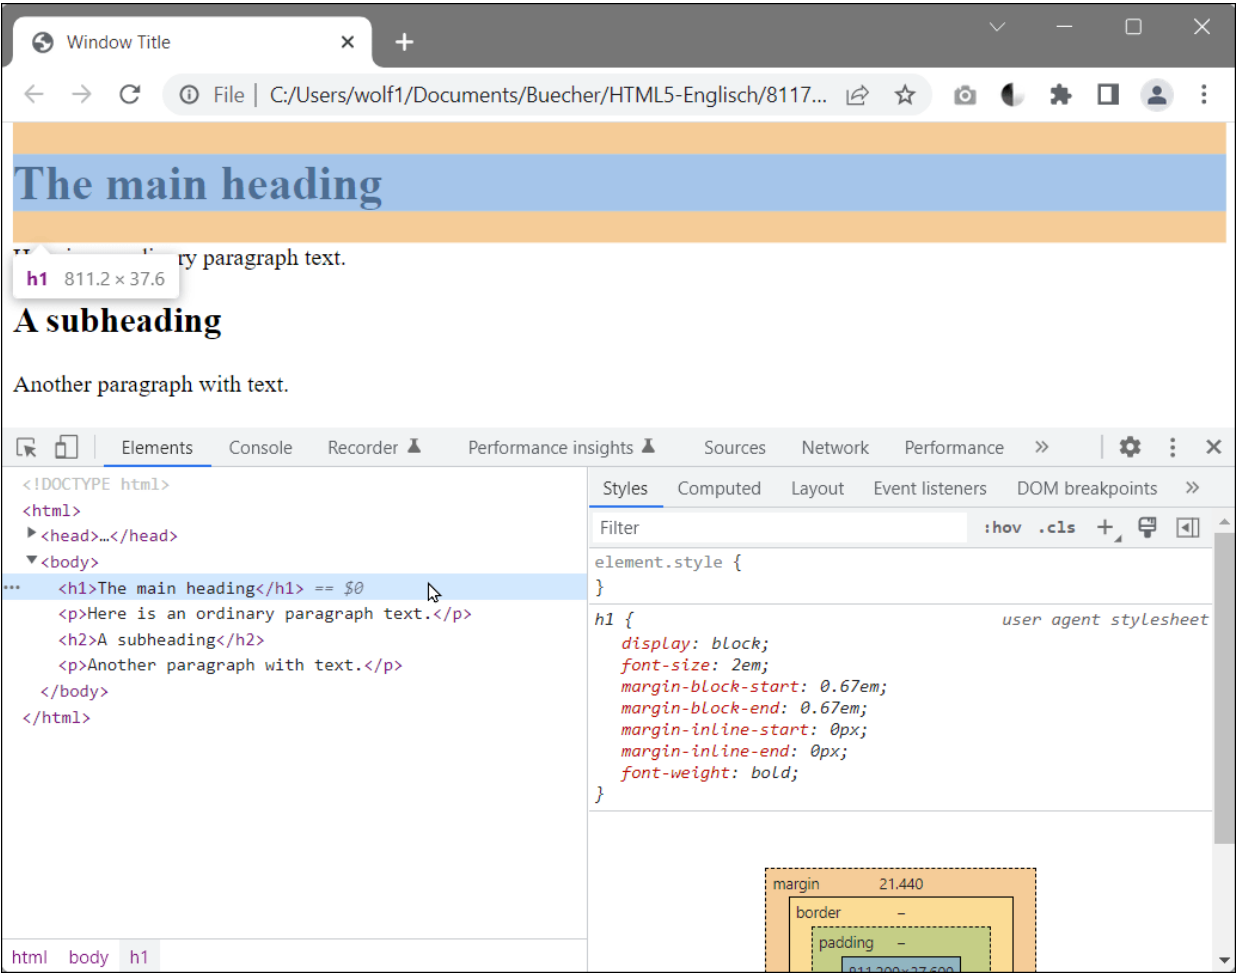 Window Title
File | C:/Users/wolf1/Documents/Buecher/HTML5-Englisch/8117...
The main heading
ry paragraph text.
h1 811.2 × 37.6
A subheading
Another paragraph with text.
Elements Console Recorder Performance insights Sources Network Performance »
<!DOCTYPE html>
<html>
<head>…</head>
<body>
<h1>The main heading</h1> == $0
<p>Here is an ordinary paragraph text.</p>
<h2>A subheading</h2>
<p>Another paragraph with text.</p>
</body>
</html>
html body h1
Styles Computed Layout Event listeners DOM breakpoints »
Filter :hov .cls +
element.style {
}
h1 { user agent stylesheet
display: block;
font-size: 2em;
margin-block-start: 0.67em;
margin-block-end: 0.67em;
margin-inline-start: 0px;
margin-inline-end: 0px;
font-weight: bold;
}
margin 21.440
border –
padding –
811.200×37.600